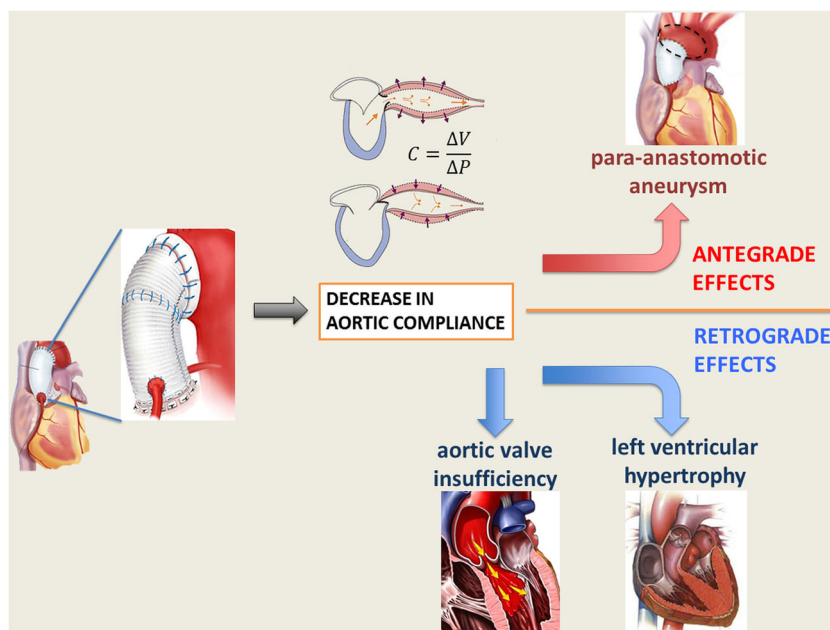 C = ΔV/ΔP
para-anastomotic
aneurysm
ANTEGRADE
EFFECTS
DECREASE IN
AORTIC COMPLIANCE
RETROGRADE
EFFECTS
aortic valve
insufficiency
left ventricular
hypertrophy